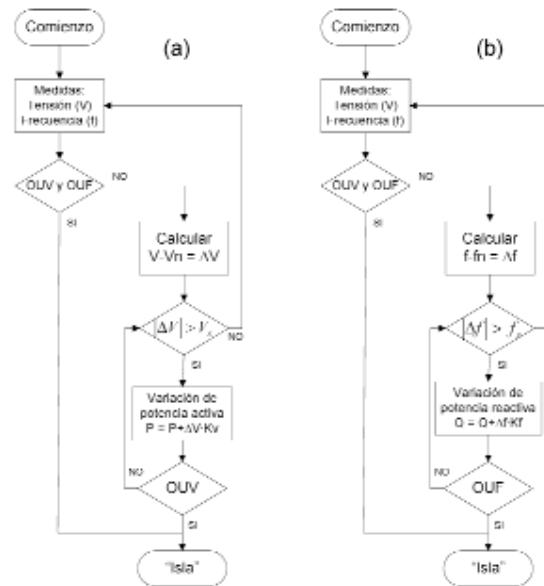 Comienzo
(a)
Medidas:
Tensión (V)
Frecuencia (f)
OUV y OUF
NO
SI
Calcular
V-Vn = ΔV
|ΔV| > Vs
NO
SI
Variación de
potencia activa
P = P+ΔV·Kv
NO
OUV
SI
"Isla"
Comienzo
(b)
Medidas:
Tensión (V)
Frecuencia (f)
OUV y OUF
NO
SI
Calcular
f-fn = Δf
|Δf| >
NO
SI
Variación de
potencia reactiva
Q = Q+Δf·Kf
NO
OUF
SI
"Isla"